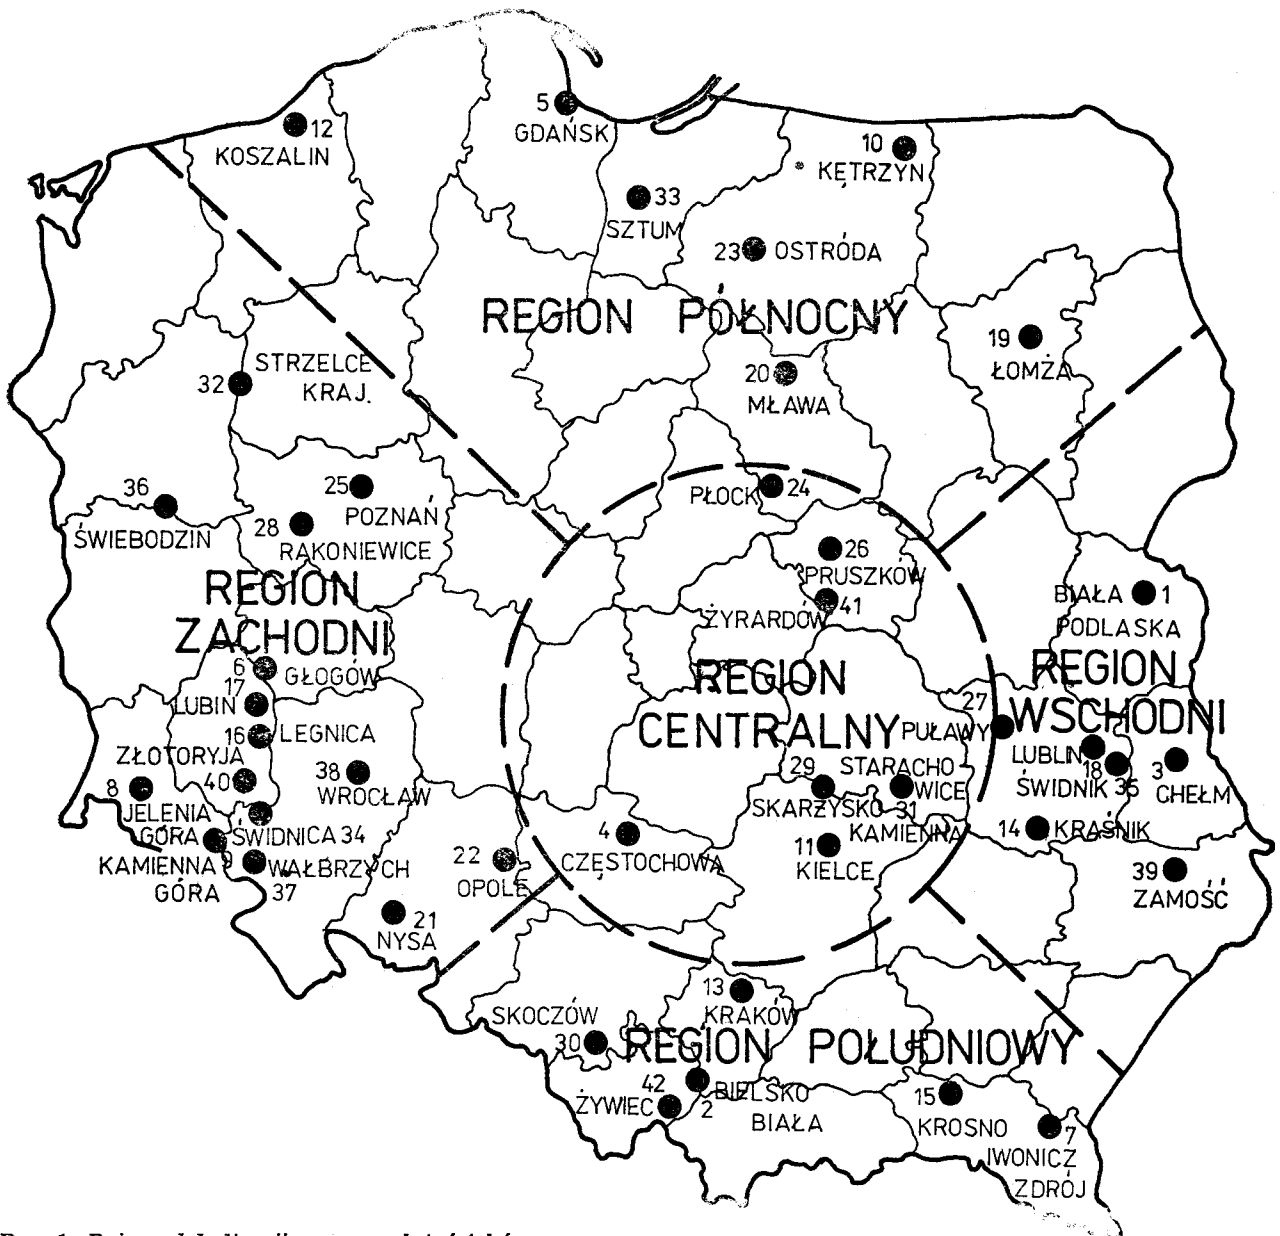 5
GDAŃSK
12
KOSZALIN
10
KĘTRZYN
33
SZTUM
23 OSTRÓDA
REGION PÓŁNOCNY
19
ŁOMŻA
STRZELCE
KRAJ.
32
20
MŁAWA
36
ŚWIEBODZIN
25
POZNAŃ
28
RAKONIEWICE
PŁOCK 24
26
PRUSZKÓW
ŻYRARDÓW 41
BIAŁA 1
PODLASKA
REGION
ZACHODNI
6
GŁOGÓW
17
LUBIN
16 LEGNICA
ZŁOTORYJA
40
8
JELENIA
GÓRA
38
WROCŁAW
ŚWIDNICA 34
KAMIENNA
GÓRA
9
WAŁBRZYCH
37
22
OPOLE
21
NYSA
REGION
CENTRALNY
27
PUŁAWY
REGION
WSCHODNI
LUBLIN
18
ŚWIDNIK 35
3
CHEŁM
29
SKARŻYSKO
KAMIENNA
STARACHO
WICE
31
4
CZĘSTOCHOWA
11
KIELCE
14 KRAŚNIK
39
ZAMOŚĆ
13
KRAKÓW
SKOCZÓW
30
REGION POŁUDNIOWY
42
ŻYWIEC
BIELSKO
2
BIAŁA
15
KROSNO
7
IWONICZ
ZDRÓJ